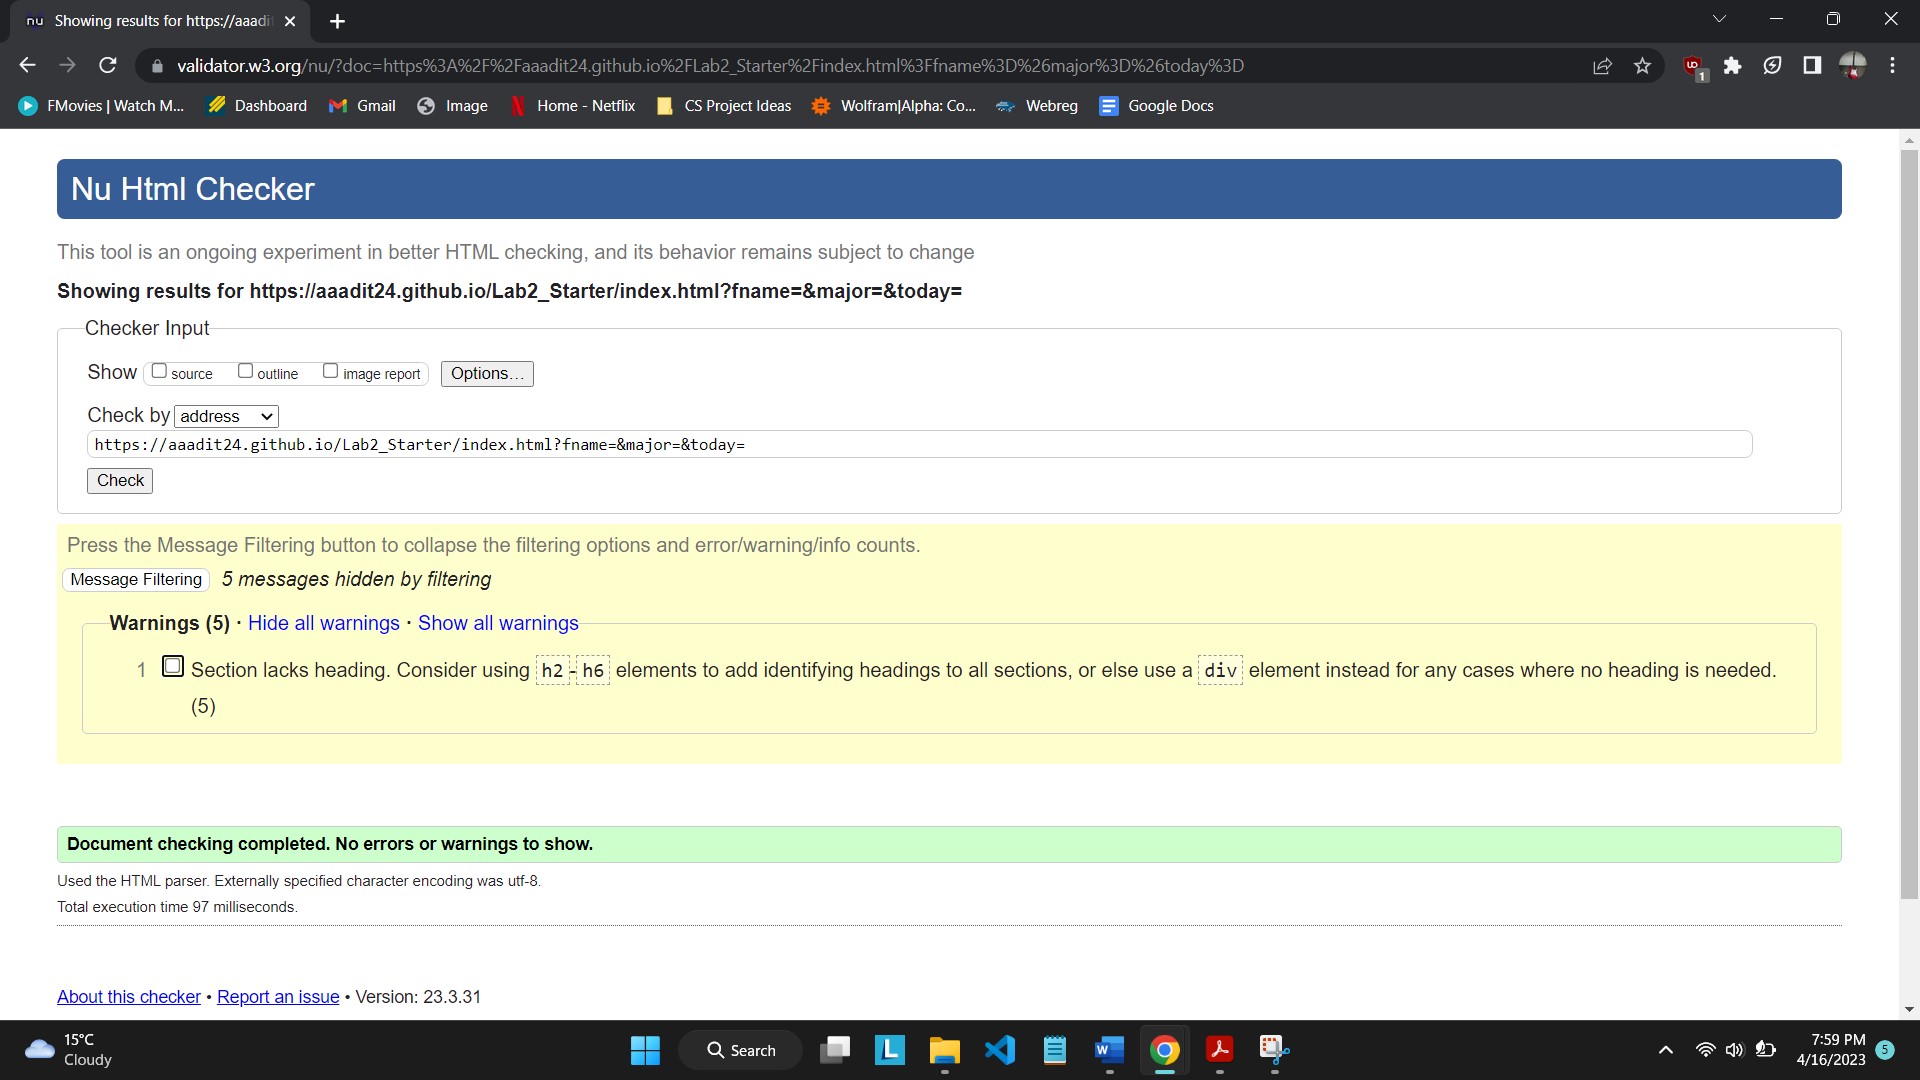 nu Showing results for https://aaadi
validator.w3.org/nu/?doc=https%3A%2F%2Faaadit24.github.io%2FLab2_Starter%2Findex.html%3Ffname%3D%26major%3D%26today%3D
1
FMovies | Watch M... Dashboard Gmail Image Home - Netflix CS Project Ideas Wolfram|Alpha: Co... Webreg Google Docs
Nu Html Checker
This tool is an ongoing experiment in better HTML checking, and its behavior remains subject to change
Showing results for https://aaadit24.github.io/Lab2_Starter/index.html?fname=&major=&today=
Checker Input
Show source outline image report Options...
Check by address
https://aaadit24.github.io/Lab2_Starter/index.html?fname=&major=&today=
Check
Press the Message Filtering button to collapse the filtering options and error/warning/info counts.
Message Filtering 5 messages hidden by filtering
Warnings (5) · Hide all warnings · Show all warnings
1 Section lacks heading. Consider using h2-h6 elements to add identifying headings to all sections, or else use a div element instead for any cases where no heading is needed.
(5)
Document checking completed. No errors or warnings to show.
Used the HTML parser. Externally specified character encoding was utf-8.
Total execution time 97 milliseconds.
About this checker • Report an issue • Version: 23.3.31
15°C
Cloudy
Search
7:59 PM
4/16/2023
5